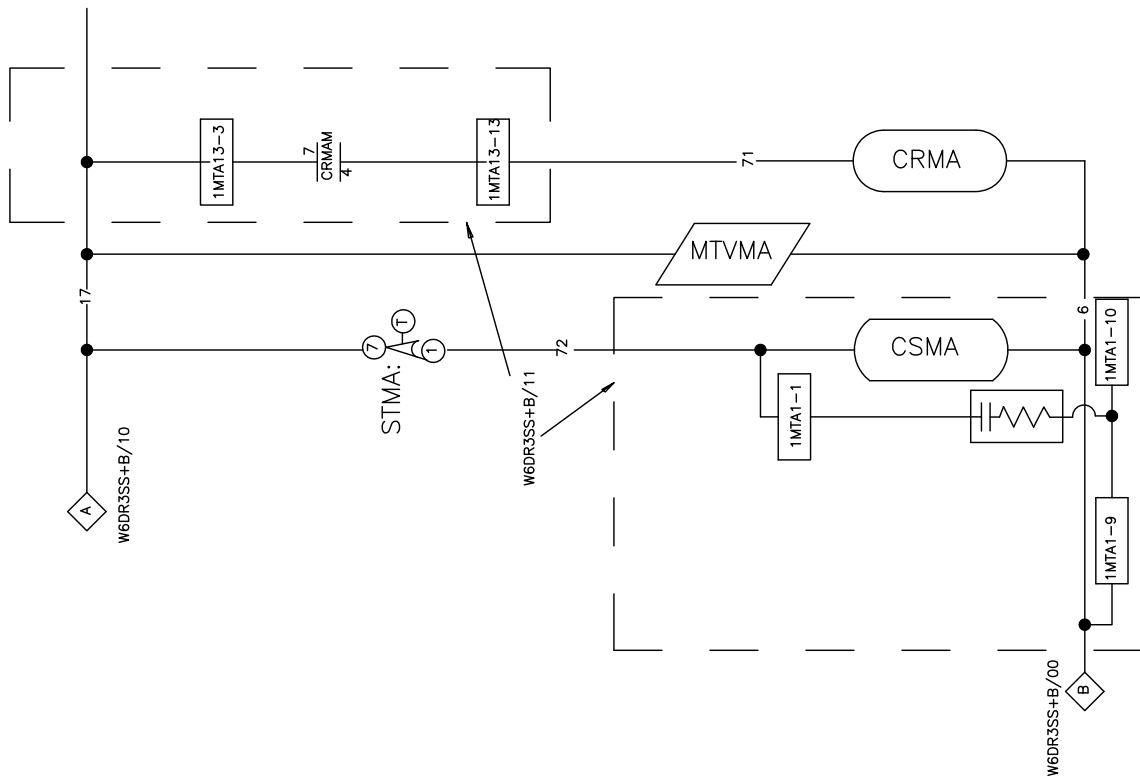 1MTA13-3
7
CRMAM
4
1MTA13-13
71
CRMA
MTVMA
17
7
T
1
STMA:
72
6
CSMA
1MTA1-10
1MTA1-1
W6DR3SS+B/11
A
W6DR3SS+B/10
1MTA1-9
B
W6DR3SS+B/00